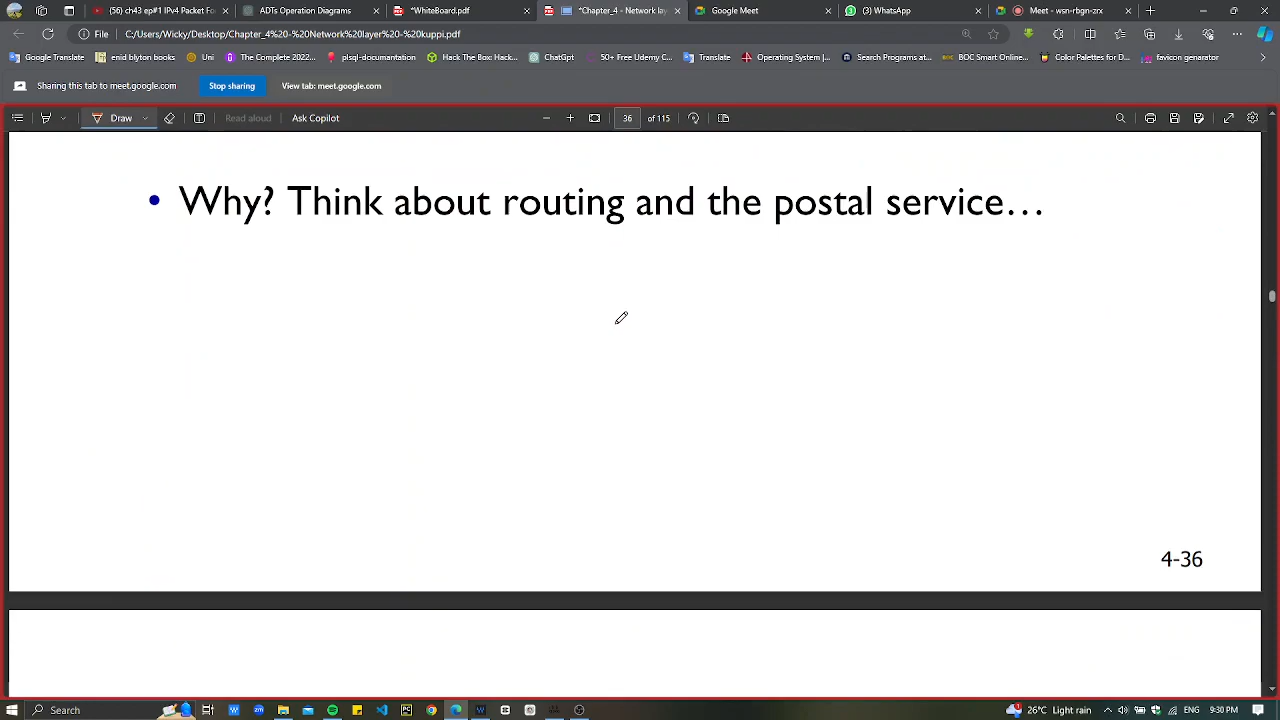 (56) ch43 ep#1 IPv4 Packet Fo
ADTs Operation Diagrams
*WhiteBoard.pdf
*Chapter_4 - Network lay
Google Meet
(3) WhatsApp
Meet - wsn-rbgn-zcx
File
C:/Users/Wicky/Desktop/Chapter_4%20-%20Network%20layer%20-%20kuppi.pdf
Google Translate
enid blyton
Uni
The Complete 2022...
plsql-documentation
Hack The Box: Hack...
ChatGpt
50+ Free Udemy C...
Translate
Operating System |...
Search Programs at...
BOC Smart Online...
Color Palettes for D...
favicon generator
Sharing this tab to meet.google.com
Stop sharing
View tab: meet.google.com
Draw
Read aloud
Ask Copilot
36
of 115
• Why? Think about routing and the postal service…
4-36
Search
26°C Light rain
ENG
9:30 PM